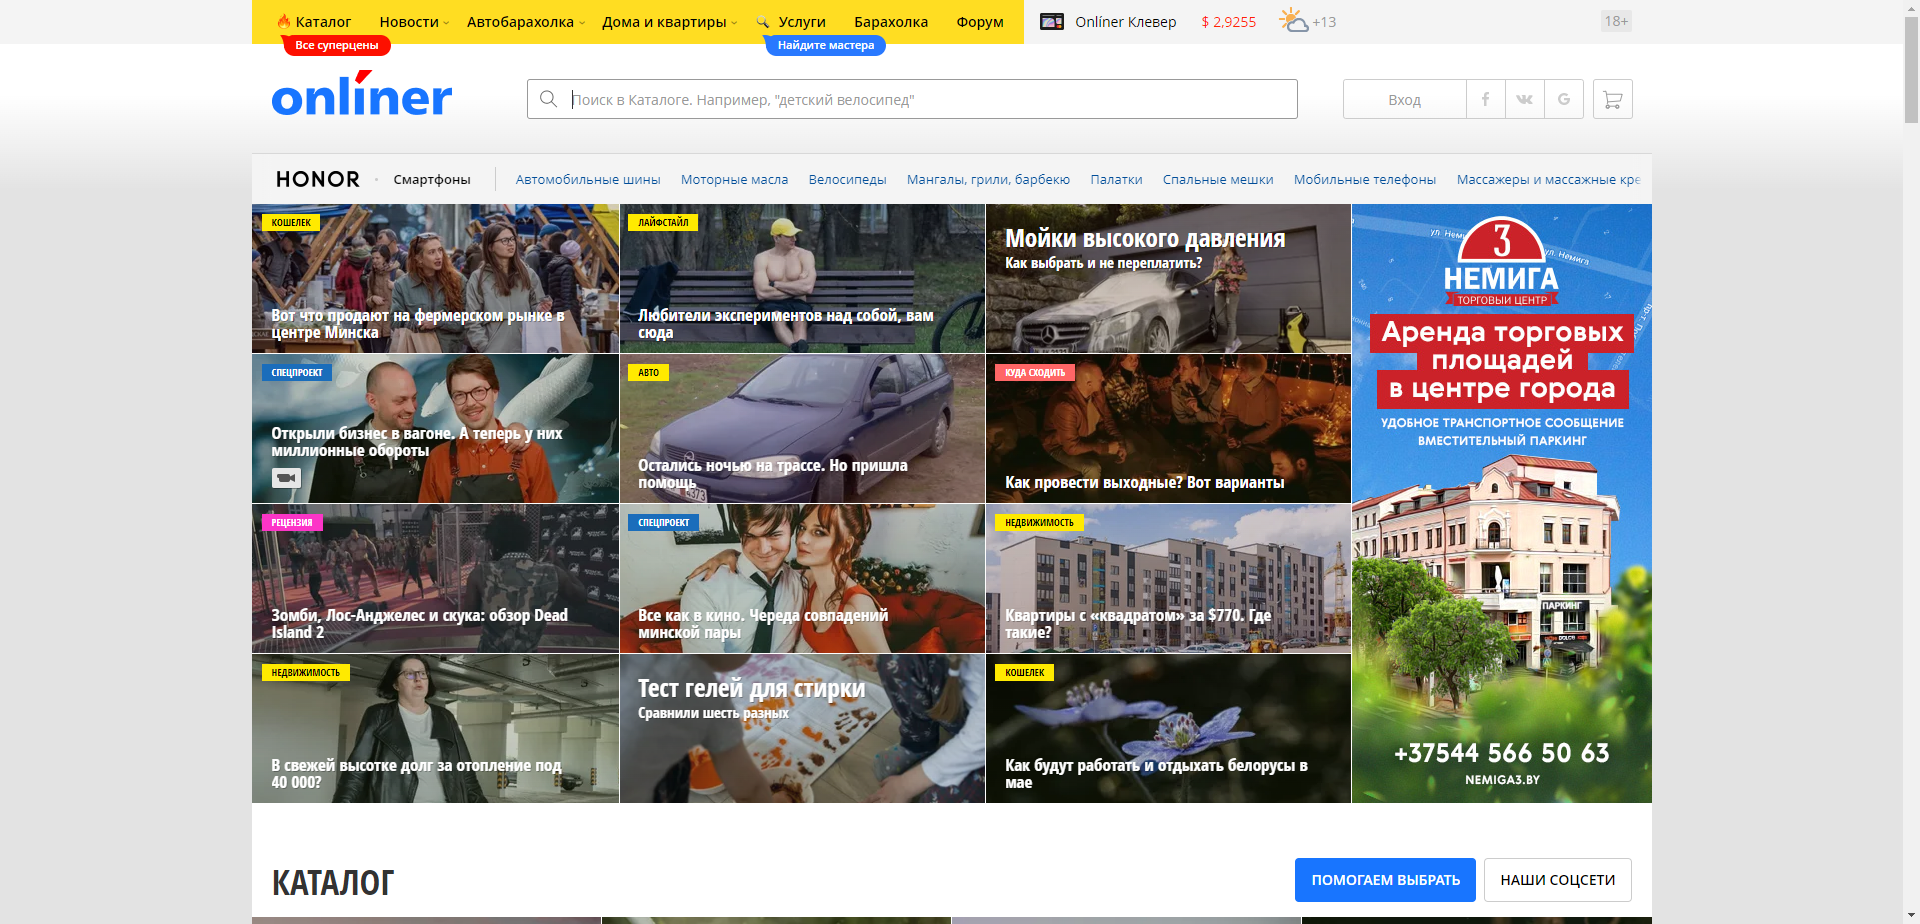 Каталог
Новости
Автобарахолка
Дома и квартиры
Услуги
Барахолка
Форум
Onlíner Клевер
$ 2,9255
+13
18+
Все суперцены
Найдите мастера
onlíner
Поиск в Каталоге. Например, "детский велосипед"
Вход
HONOR
Смартфоны
Автомобильные шины
Моторные масла
Велосипеды
Мангалы, грили, барбекю
Палатки
Спальные мешки
Мобильные телефоны
Массажеры и массажные кре
КОШЕЛЕК
Вот что продают на фермерском рынке в
центре Минска
ЛАЙФСТАЙЛ
Любители экспериментов над собой, вам
сюда
Мойки высокого давления
Как выбрать и не переплатить?
СПЕЦПРОЕКТ
Открыли бизнес в вагоне. А теперь у них
миллионные обороты
АВТО
Остались ночью на трассе. Но пришла
помощь
КУДА СХОДИТЬ
Как провести выходные? Вот варианты
РЕЦЕНЗИЯ
Зомби, Лос-Анджелес и скука: обзор Dead
Island 2
СПЕЦПРОЕКТ
Все как в кино. Череда совпадений
минской пары
НЕДВИЖИМОСТЬ
Квартиры с «квадратом» за $770. Где
такие?
НЕДВИЖИМОСТЬ
В свежей высотке долг за отопление под
40 000?
Тест гелей для стирки
Сравнили шесть разных
КОШЕЛЕК
Как будут работать и отдыхать белорусы в
мае
ул. Немига
3
НЕМИГА
ТОРГОВЫЙ ЦЕНТР
Аренда торговых
площадей
в центре города
УДОБНОЕ ТРАНСПОРТНОЕ СООБЩЕНИЕ
ВМЕСТИТЕЛЬНЫЙ ПАРКИНГ
ПАРКИНГ
+37544 566 50 63
NEMIGA3.BY
КАТАЛОГ
ПОМОГАЕМ ВЫБРАТЬ
НАШИ СОЦСЕТИ